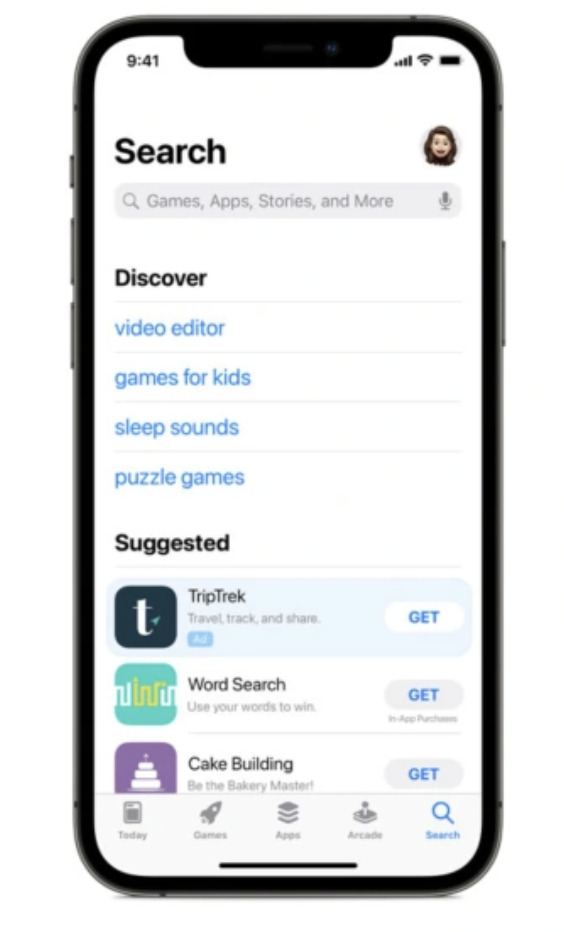 9:41
Search
Games, Apps, Stories, and More
Discover
video editor
games for kids
sleep sounds
puzzle games
Suggested
TripTrek
Travel, track, and share.
Ad
GET
t
Word Search
Use your words to win.
GET
In-App Purchases
Cake Building
Be the Bakery Master!
GET
Today
Games
Apps
Arcade
Search